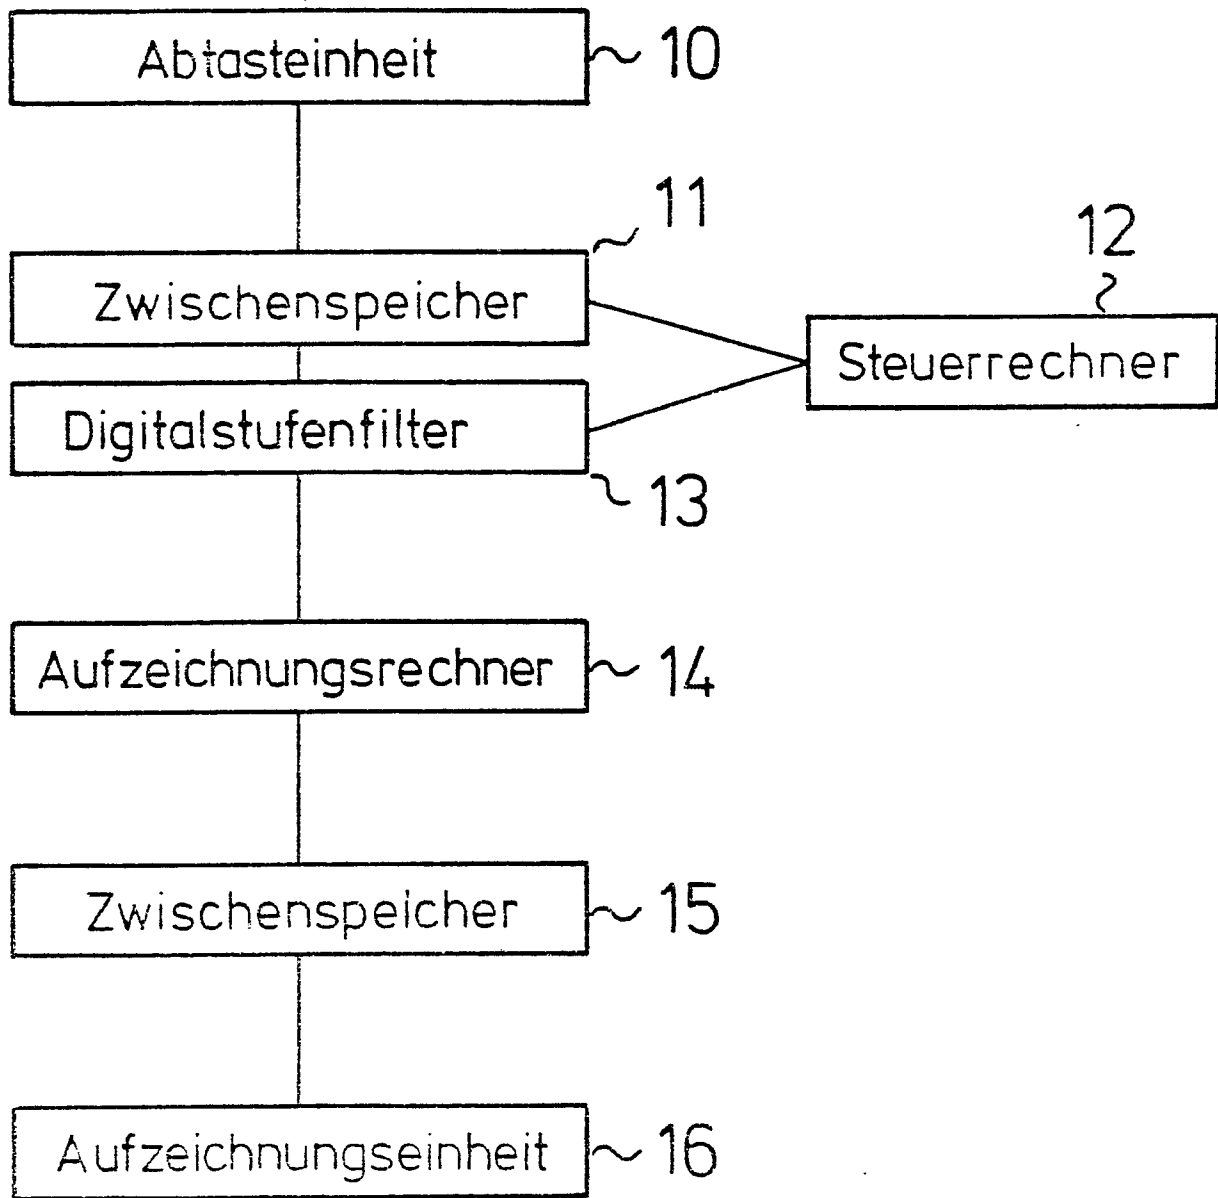 Abtasteinheit 10
11
12
Zwischenspeicher
Steuerrechner
Digitalstufenfilter
13
Aufzeichnungsrechner 14
Zwischenspeicher 15
Aufzeichnungseinheit 16